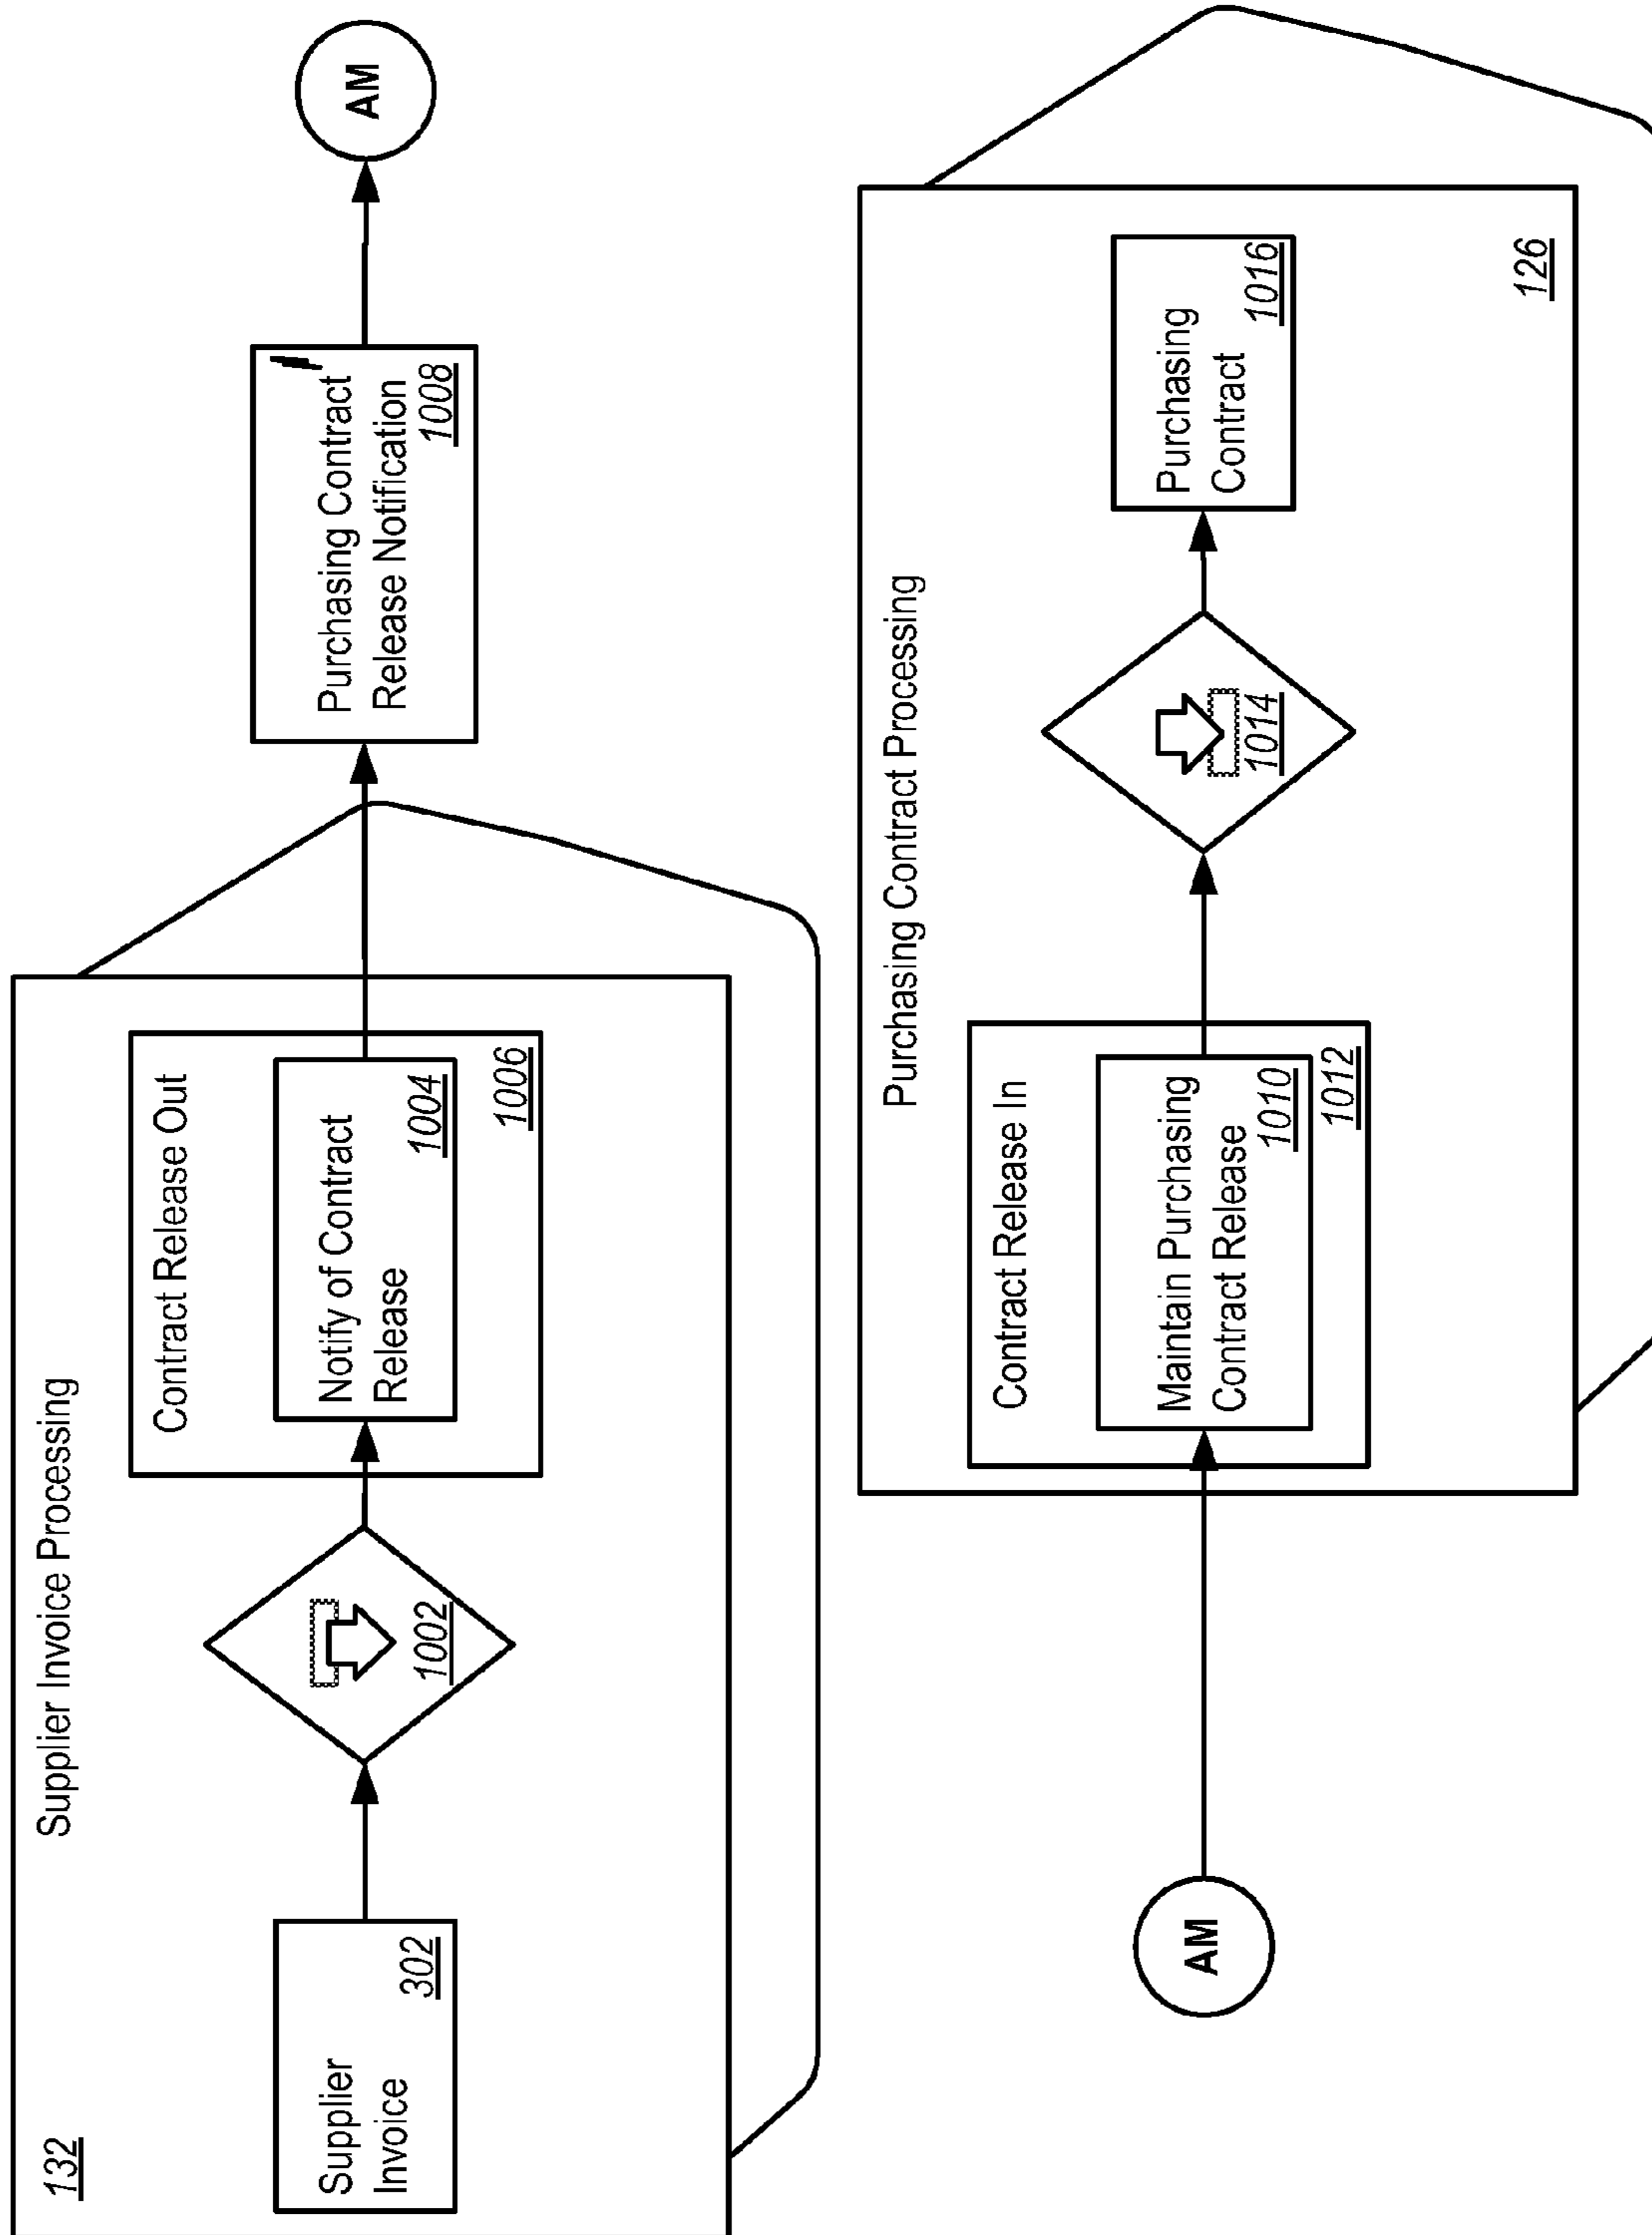 132
Supplier Invoice Processing
Supplier
Invoice
302
1002
Contract Release Out
Notify of Contract
Release
1004
1006
Purchasing Contract
Release Notification
1008
AM
AM
Purchasing Contract Processing
Contract Release In
Maintain Purchasing
Contract Release
1010
1012
1014
Purchasing
Contract
1016
126